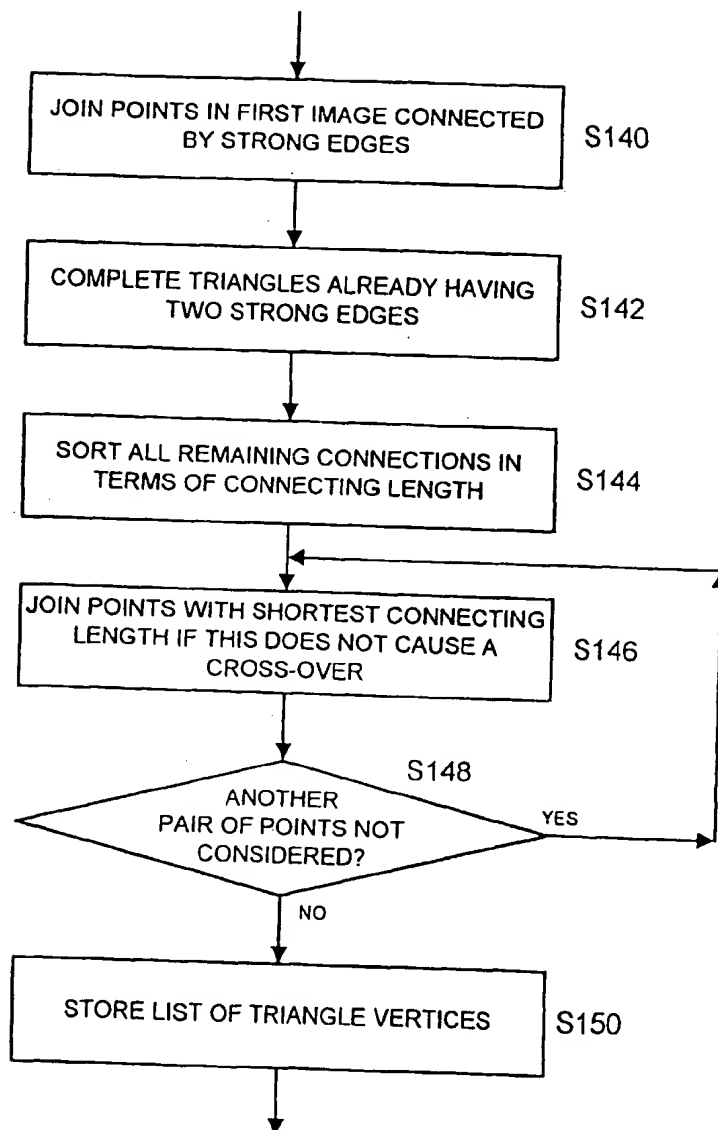 JOIN POINTS IN FIRST IMAGE CONNECTED
BY STRONG EDGES
S140
COMPLETE TRIANGLES ALREADY HAVING
TWO STRONG EDGES
S142
SORT ALL REMAINING CONNECTIONS IN
TERMS OF CONNECTING LENGTH
S144
JOIN POINTS WITH SHORTEST CONNECTING
LENGTH IF THIS DOES NOT CAUSE A
CROSS-OVER
S146
S148
ANOTHER
PAIR OF POINTS NOT
CONSIDERED?
YES
NO
STORE LIST OF TRIANGLE VERTICES
S150